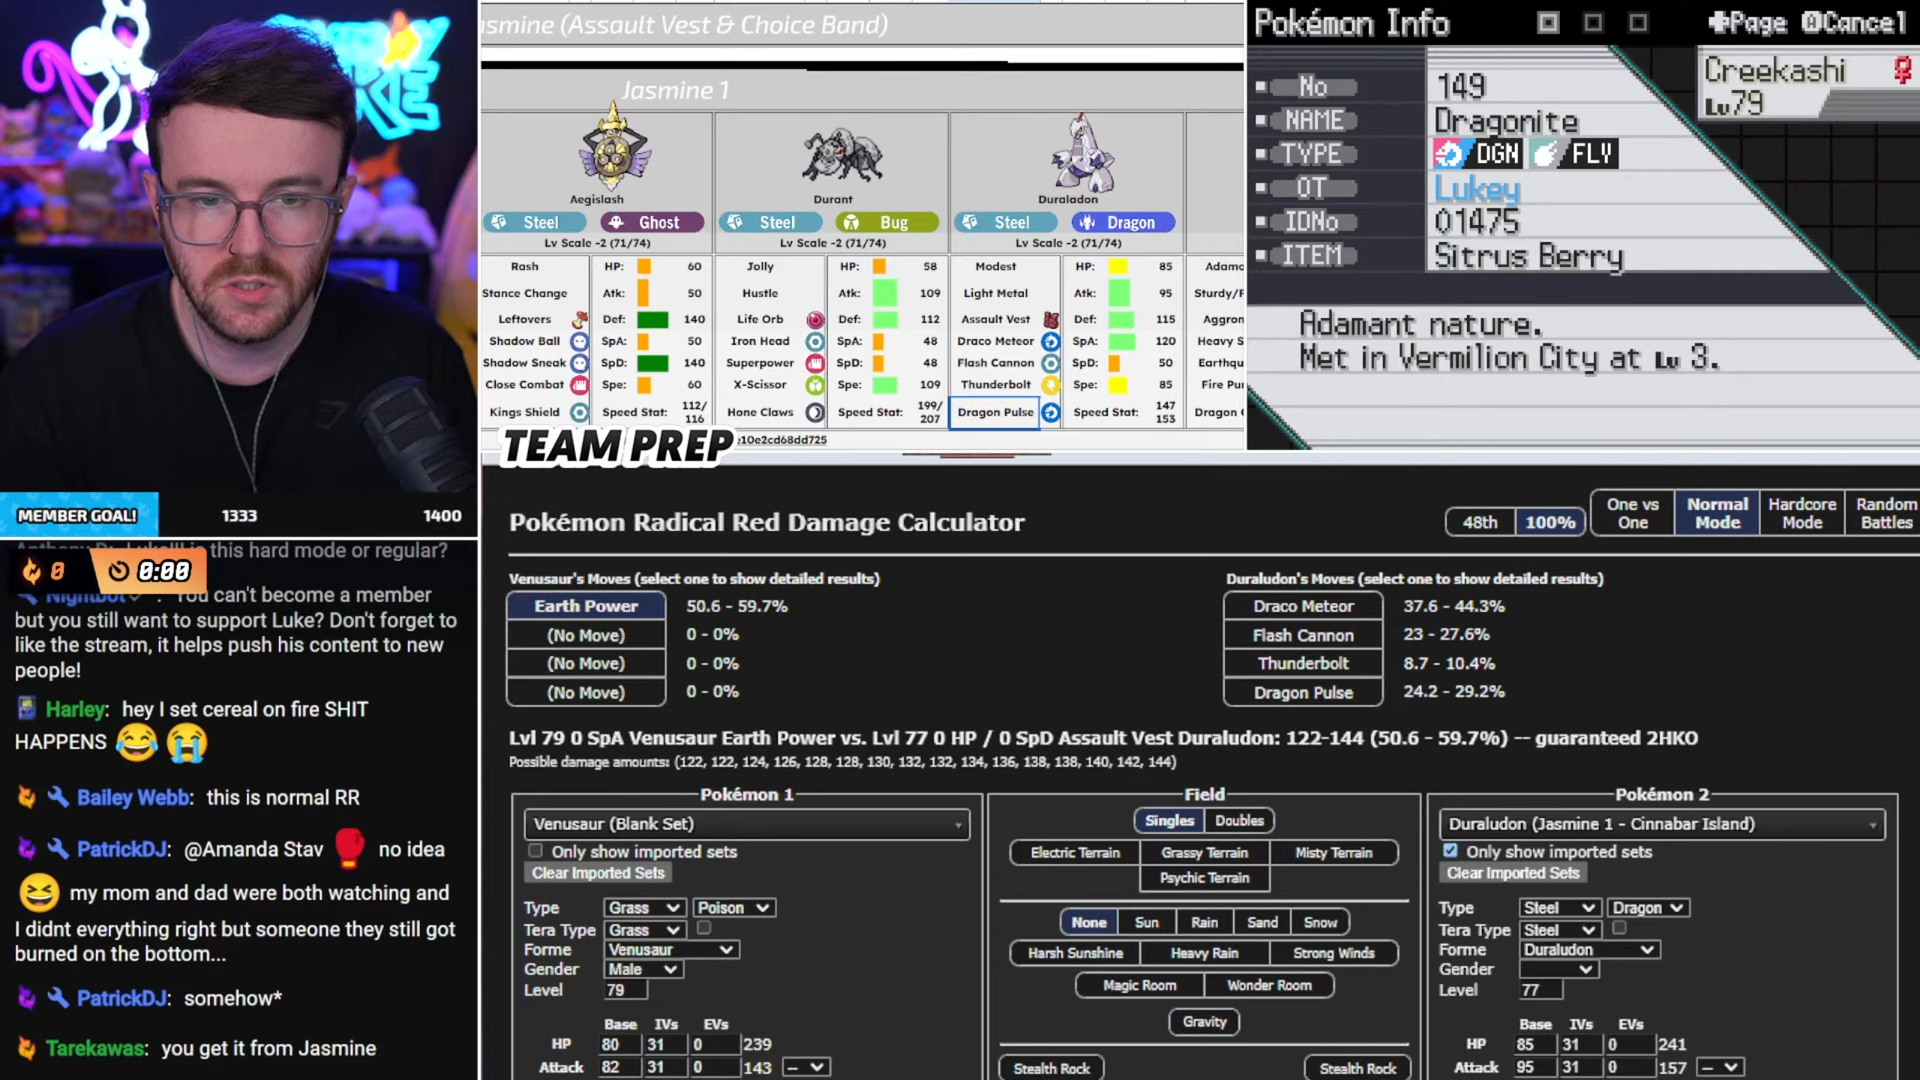 Jasmine (Assault Vest & Choice Band)
Jasmine 1
Aegislash
Steel Ghost
Lv Scale -2 (71/74)
Rash HP: 60
Stance Change Atk: 50
Leftovers Def: 140
Shadow Ball SpA: 50
Shadow Sneak SpD: 140
Close Combat Spe: 60
Kings Shield Speed Stat: 112/
116
Durant
Steel Bug
Lv Scale -2 (71/74)
Jolly HP: 58
Hustle Atk: 109
Life Orb Def: 112
Iron Head SpA: 48
Superpower SpD: 48
X-Scissor Spe: 109
Hone Claws Speed Stat: 199/
207
Duraladon
Steel Dragon
Lv Scale -2 (71/74)
Modest HP: 85
Light Metal Atk: 95
Assault Vest Def: 115
Draco Meteor SpA: 120
Flash Cannon SpD: 50
Thunderbolt Spe: 85
Dragon Pulse Speed Stat: 147
153
Adama
Sturdy/F
Aggron
Heavy S
Earthqu
Fire Pun
Dragon C
TEAM PREP
e10e2cd68dd725
Pokémon Info Page A Cancel
Creekashi
Lv79
No 149
NAME Dragonite
TYPE DGN FLY
OT Lukey
IDNo 01475
ITEM Sitrus Berry
Adamant nature.
Met in Vermilion City at Lv 3.
MEMBER GOAL! 1333 1400
is this hard mode or regular?
0 0:00
Nightbot: You can't become a member
but you still want to support Luke? Don't forget to
like the stream, it helps push his content to new
people!
Harley: hey I set cereal on fire SHIT
HAPPENS
Bailey Webb: this is normal RR
PatrickDJ: @Amanda Stav no idea
my mom and dad were both watching and
I didnt everything right but someone they still got
burned on the bottom...
PatrickDJ: somehow*
Tarekawas: you get it from Jasmine
Pokémon Radical Red Damage Calculator
48th 100%
One vs
One
Normal
Mode
Hardcore
Mode
Random
Battles
Venusaur's Moves (select one to show detailed results)
Earth Power 50.6 - 59.7%
(No Move) 0 - 0%
(No Move) 0 - 0%
(No Move) 0 - 0%
Duraludon's Moves (select one to show detailed results)
Draco Meteor 37.6 - 44.3%
Flash Cannon 23 - 27.6%
Thunderbolt 8.7 - 10.4%
Dragon Pulse 24.2 - 29.2%
Lvl 79 0 SpA Venusaur Earth Power vs. Lvl 77 0 HP / 0 SpD Assault Vest Duraludon: 122-144 (50.6 - 59.7%) -- guaranteed 2HKO
Possible damage amounts: (122, 122, 124, 126, 128, 128, 130, 132, 132, 134, 136, 138, 138, 140, 142, 144)
Pokémon 1
Venusaur (Blank Set)
Only show imported sets
Clear Imported Sets
Type Grass Poison
Tera Type Grass
Forme Venusaur
Gender Male
Level 79
Base IVs EVs
HP 80 31 0 239
Attack 82 31 0 143 --
Field
Singles Doubles
Electric Terrain Grassy Terrain Misty Terrain
Psychic Terrain
None Sun Rain Sand Snow
Harsh Sunshine Heavy Rain Strong Winds
Magic Room Wonder Room
Gravity
Stealth Rock Stealth Rock
Pokémon 2
Duraludon (Jasmine 1 - Cinnabar Island)
Only show imported sets
Clear Imported Sets
Type Steel Dragon
Tera Type Steel
Forme Duraludon
Gender
Level 77
Base IVs EVs
HP 85 31 0 241
Attack 95 31 0 157 --